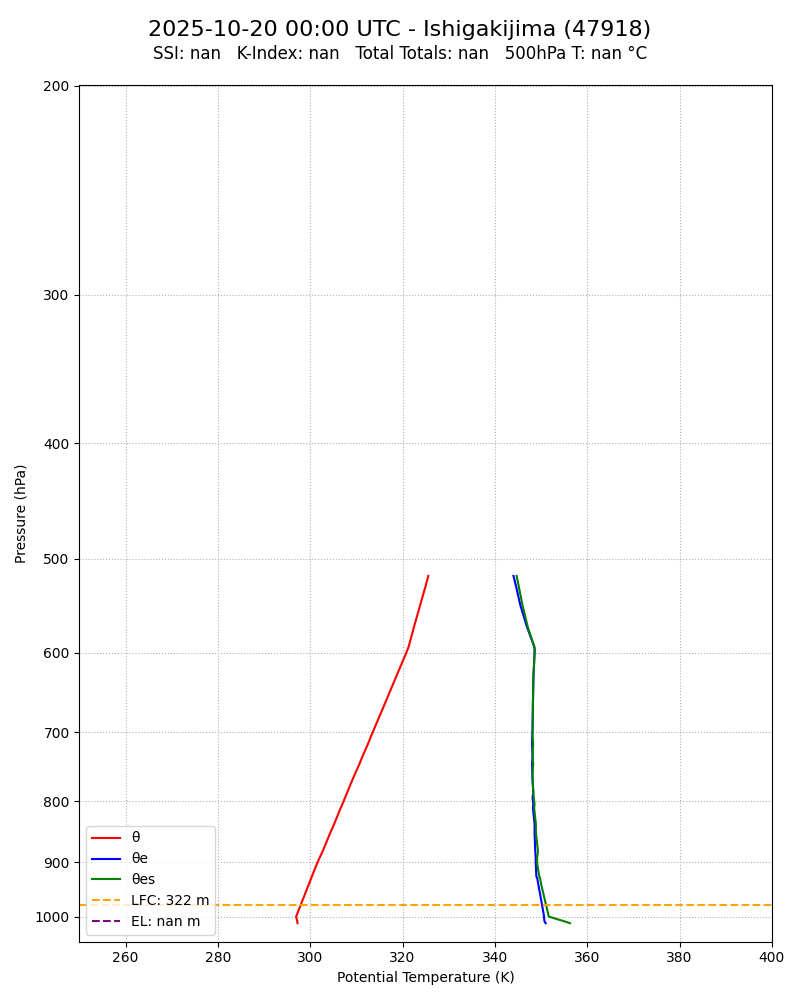 2025-10-20 00:00 UTC - Ishigakijima (47918)
SSI: nan   K-Index: nan   Total Totals: nan   500hPa T: nan °C
200
300
400
500
600
700
800
900
1000
Pressure (hPa)
θ
θe
θes
LFC: 322 m
EL: nan m
260 280 300 320 340 360 380 400
Potential Temperature (K)